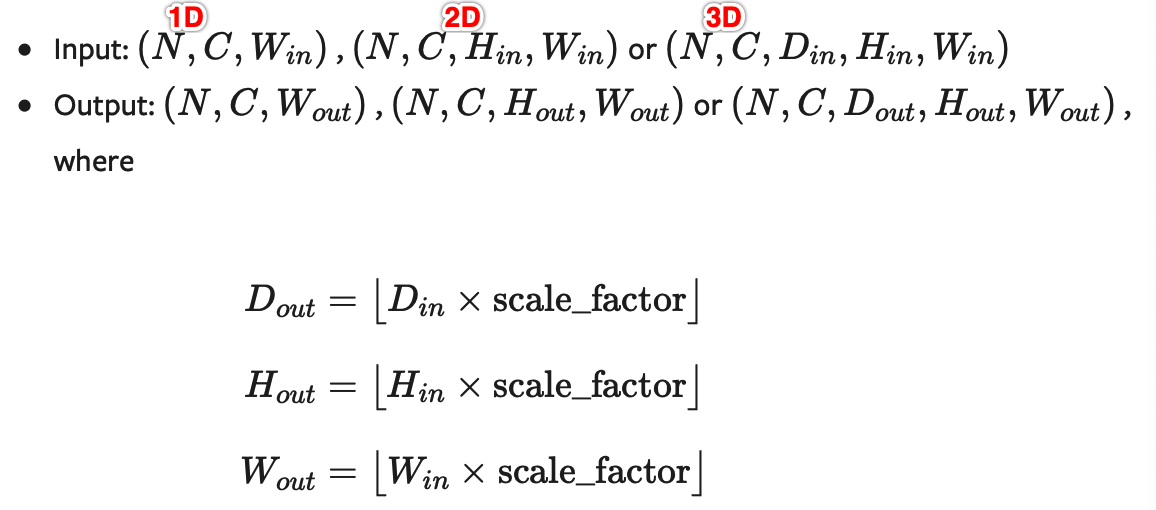 1D 2D 3D
• Input: (N, C, W_in), (N, C, H_in, W_in) or (N, C, D_in, H_in, W_in)
• Output: (N, C, W_out), (N, C, H_out, W_out) or (N, C, D_out, H_out, W_out),
where
D_out = ⌊D_in × scale_factor⌋
H_out = ⌊H_in × scale_factor⌋
W_out = ⌊W_in × scale_factor⌋